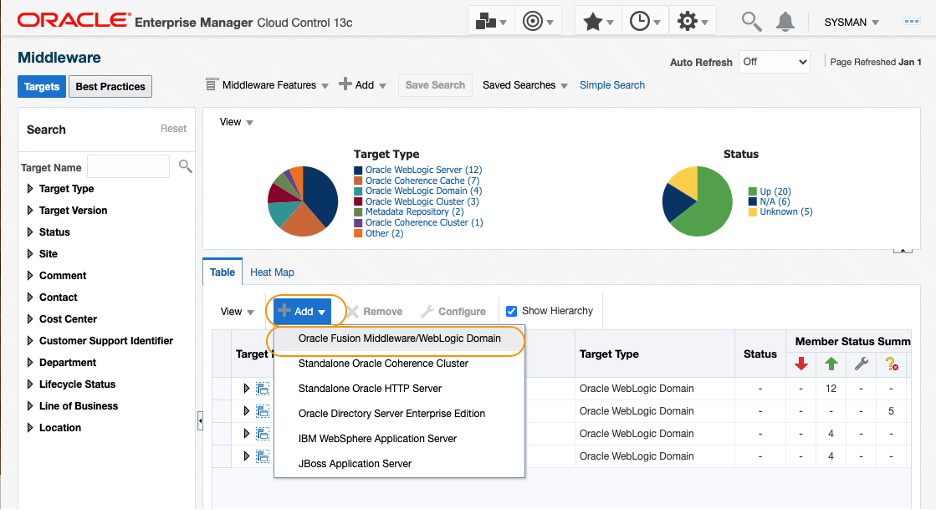 ORACLE Enterprise Manager Cloud Control 13c
SYSMAN
Middleware
Auto Refresh Off Page Refreshed Jan 1
Targets Best Practices
Middleware Features Add Save Search Saved Searches Simple Search
Search Reset
Target Name
Target Type
Target Version
Status
Site
Comment
Contact
Cost Center
Customer Support Identifier
Department
Lifecycle Status
Line of Business
Location
View
Target Type
Oracle WebLogic Server (12)
Oracle Coherence Cache (7)
Oracle WebLogic Domain (4)
Oracle WebLogic Cluster (3)
Metadata Repository (2)
Oracle Coherence Cluster (1)
Other (2)
Status
Up (20)
N/A (6)
Unknown (5)
Table Heat Map
View Add Remove Configure Show Hierarchy
Oracle Fusion Middleware/WebLogic Domain
Standalone Oracle Coherence Cluster
Standalone Oracle HTTP Server
Oracle Directory Server Enterprise Edition
IBM WebSphere Application Server
JBoss Application Server
Target Target Type Status Member Status Summ
Oracle WebLogic Domain - - 12 - -
Oracle WebLogic Domain - - - - 5
Oracle WebLogic Domain - - 4 - -
Oracle WebLogic Domain - - 4 - -